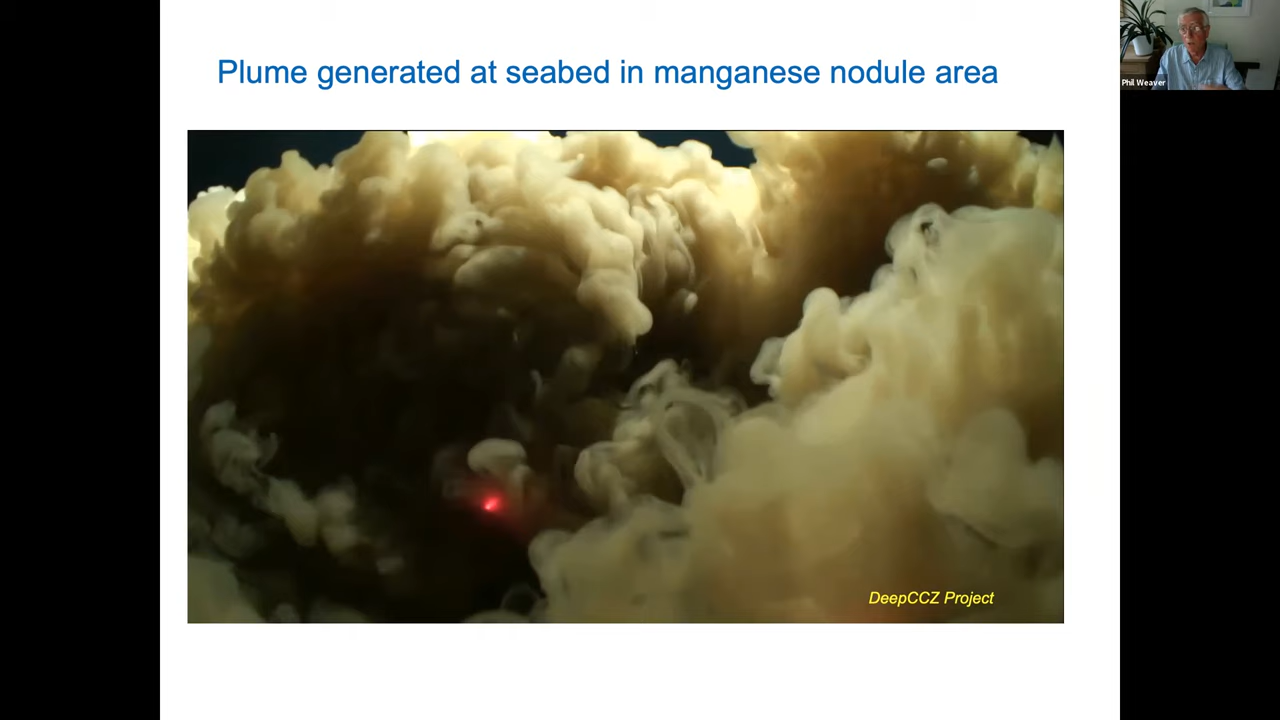 Plume generated at seabed in manganese nodule area
Phil Weaver
DeepCCZ Project